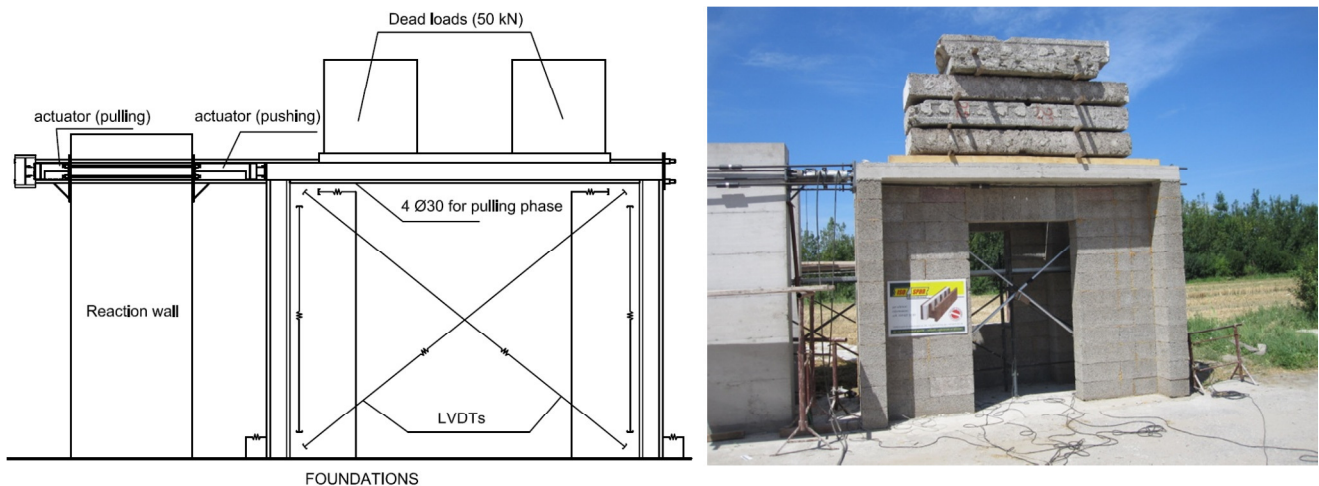 Dead loads (50 kN)
actuator (pulling)
actuator (pushing)
4 Ø30 for pulling phase
Reaction wall
LVDTs
FOUNDATIONS